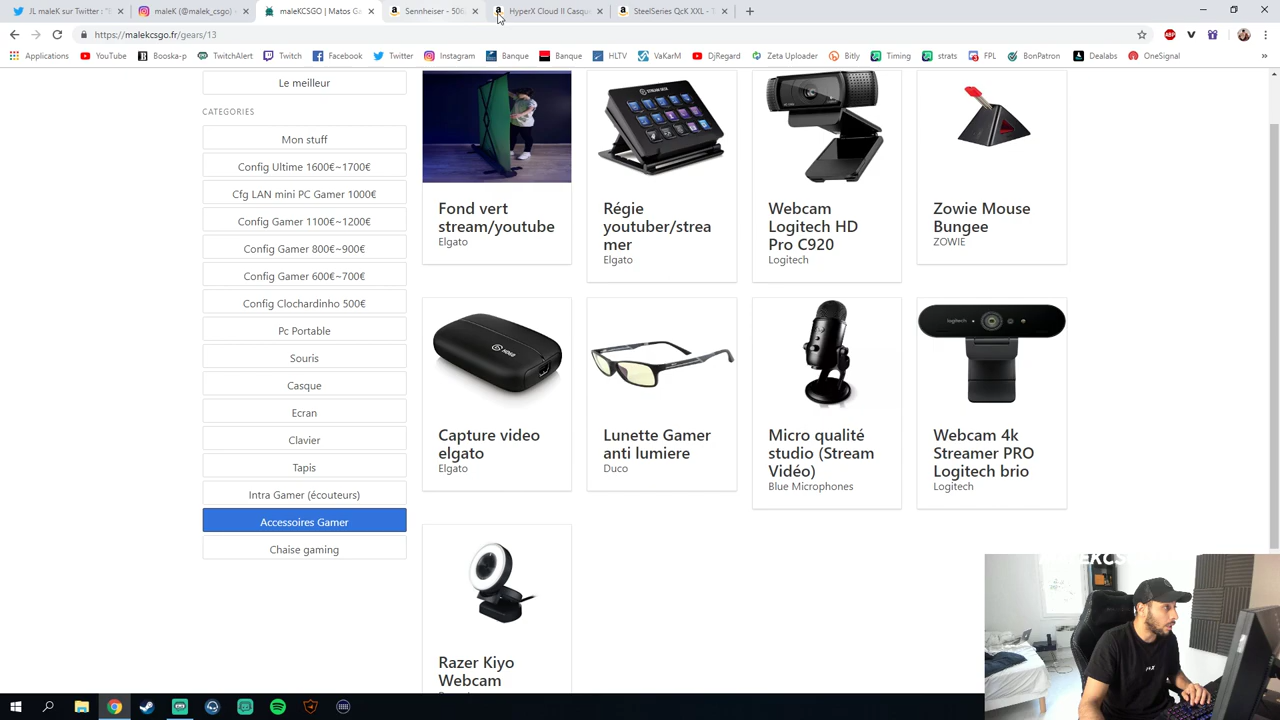 JL maleK sur Twitter : "
maleK (@malek_csgo)
maleKCSGO | Matos Ga
Sennheiser - 506
HyperX Cloud II Casqu
SteelSeries QcK XXL -
https://malekcsgo.fr/gears/13
ABP
Applications
YouTube
Booska-p
TwitchAlert
Twitch
Facebook
Twitter
Instagram
Banque
Banque
HLTV
VaKarM
DjRegard
Zeta Uploader
Bitly
Timing
strats
FPL
BonPatron
Dealabs
OneSignal
»
Le meilleur
CATEGORIES
Mon stuff
Config Ultime 1600€~1700€
Cfg LAN mini PC Gamer 1000€
Config Gamer 1100€~1200€
Config Gamer 800€~900€
Config Gamer 600€~700€
Config Clochardinho 500€
Pc Portable
Souris
Casque
Ecran
Clavier
Tapis
Intra Gamer (écouteurs)
Accessoires Gamer
Chaise gaming
Fond vert
stream/youtube
Elgato
STREAM DECK
Régie
youtuber/strea
mer
Elgato
Webcam
Logitech HD
Pro C920
Logitech
Zowie Mouse
Bungee
ZOWIE
Capture video
elgato
Elgato
Lunette Gamer
anti lumiere
Duco
Micro qualité
studio (Stream
Vidéo)
Blue Microphones
logitech
Webcam 4k
Streamer PRO
Logitech brio
Logitech
Razer Kiyo
Webcam